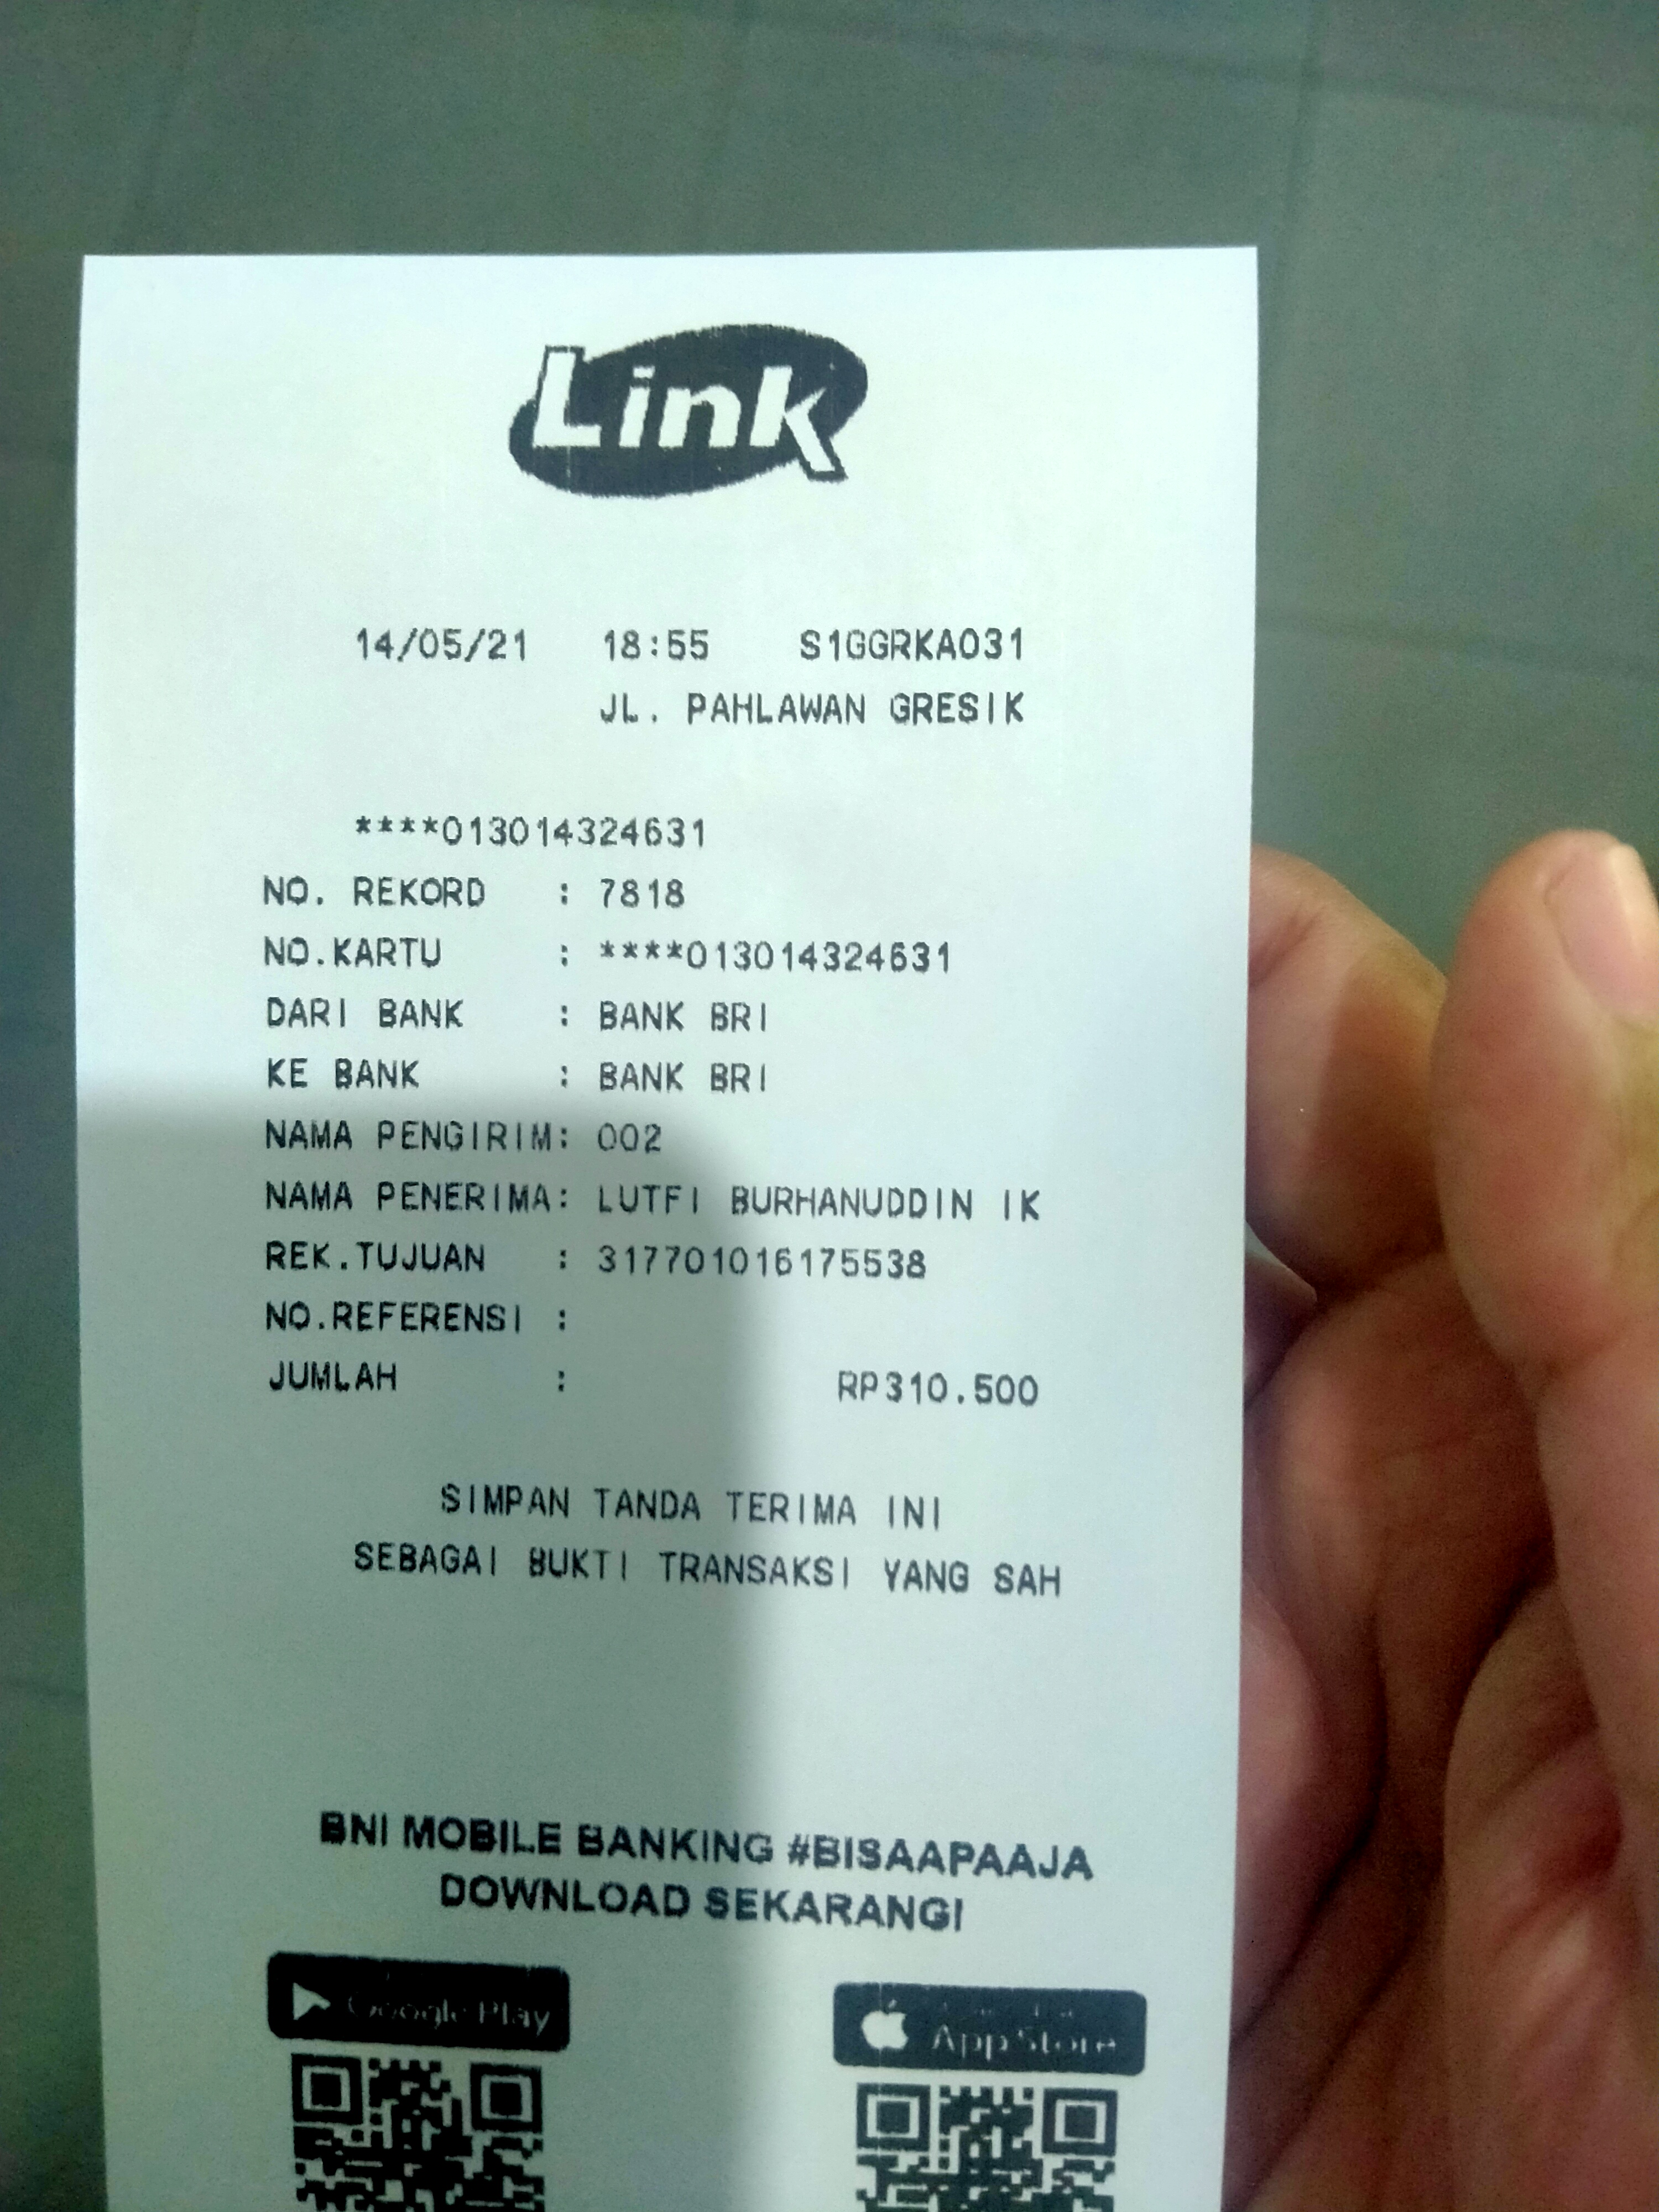 Link
14/05/21 18:55 S1GGRKA031
JL. PAHLAWAN GRESIK
****013014324631
NO. REKORD : 7818
NO.KARTU : ****013014324631
DARI BANK : BANK BRI
KE BANK : BANK BRI
NAMA PENGIRIM: 002
NAMA PENERIMA: LUTFI BURHANUDDIN IK
REK.TUJUAN : 317701016175538
NO.REFERENSI :
JUMLAH : RP310.500
SIMPAN TANDA TERIMA INI
SEBAGAI BUKTI TRANSAKSI YANG SAH
BNI MOBILE BANKING #BISAAPAAJA
DOWNLOAD SEKARANG!
Google Play
App Store